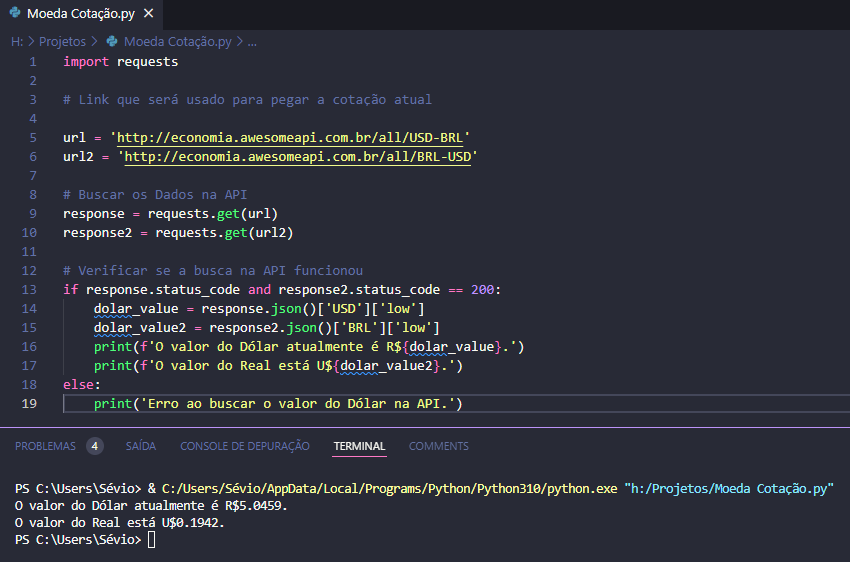 Moeda Cotação.py
H: > Projetos > Moeda Cotação.py > ...
1 import requests
2
3 # Link que será usado para pegar a cotação atual
4
5 url = 'http://economia.awesomeapi.com.br/all/USD-BRL'
6 url2 = 'http://economia.awesomeapi.com.br/all/BRL-USD'
7
8 # Buscar os Dados na API
9 response = requests.get(url)
10 response2 = requests.get(url2)
11
12 # Verificar se a busca na API funcionou
13 if response.status_code and response2.status_code == 200:
14     dolar_value = response.json()['USD']['low']
15     dolar_value2 = response2.json()['BRL']['low']
16     print(f'O valor do Dólar atualmente é R${dolar_value}.')
17     print(f'O valor do Real está U${dolar_value2}.')
18 else:
19     print('Erro ao buscar o valor do Dólar na API.')
PROBLEMAS 4 SAÍDA CONSOLE DE DEPURAÇÃO TERMINAL COMMENTS
PS C:\Users\Sévio> & C:/Users/Sévio/AppData/Local/Programs/Python/Python310/python.exe "h:/Projetos/Moeda Cotação.py"
O valor do Dólar atualmente é R$5.0459.
O valor do Real está U$0.1942.
PS C:\Users\Sévio>